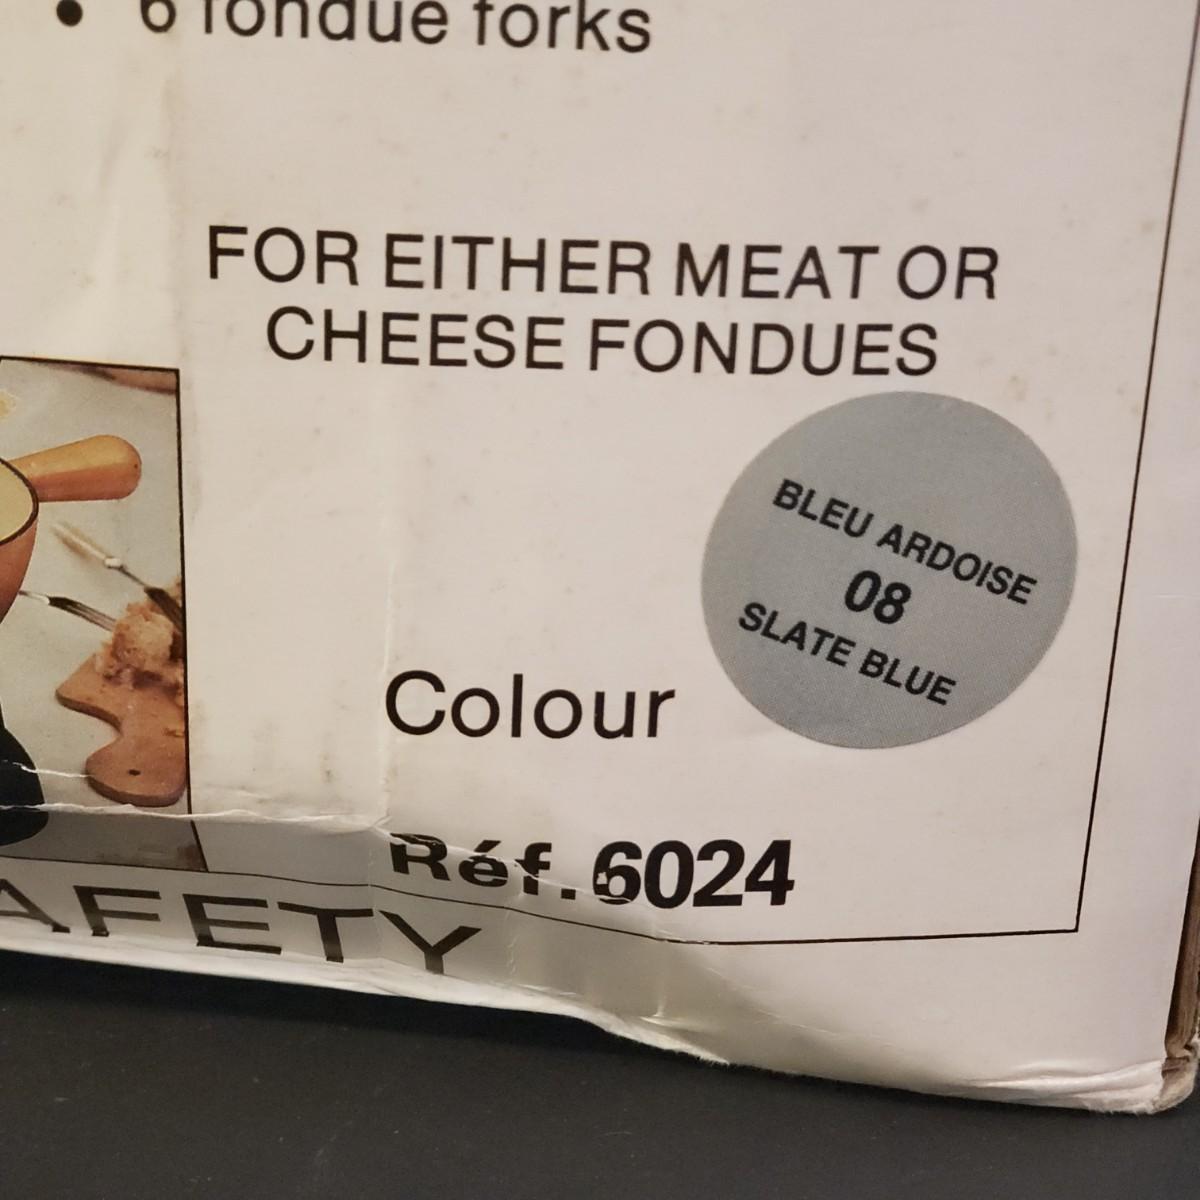 • 6 fondue forks
FOR EITHER MEAT OR
CHEESE FONDUES
BLEU ARDOISE
08
SLATE BLUE
Colour
Réf. 6024
AFETY